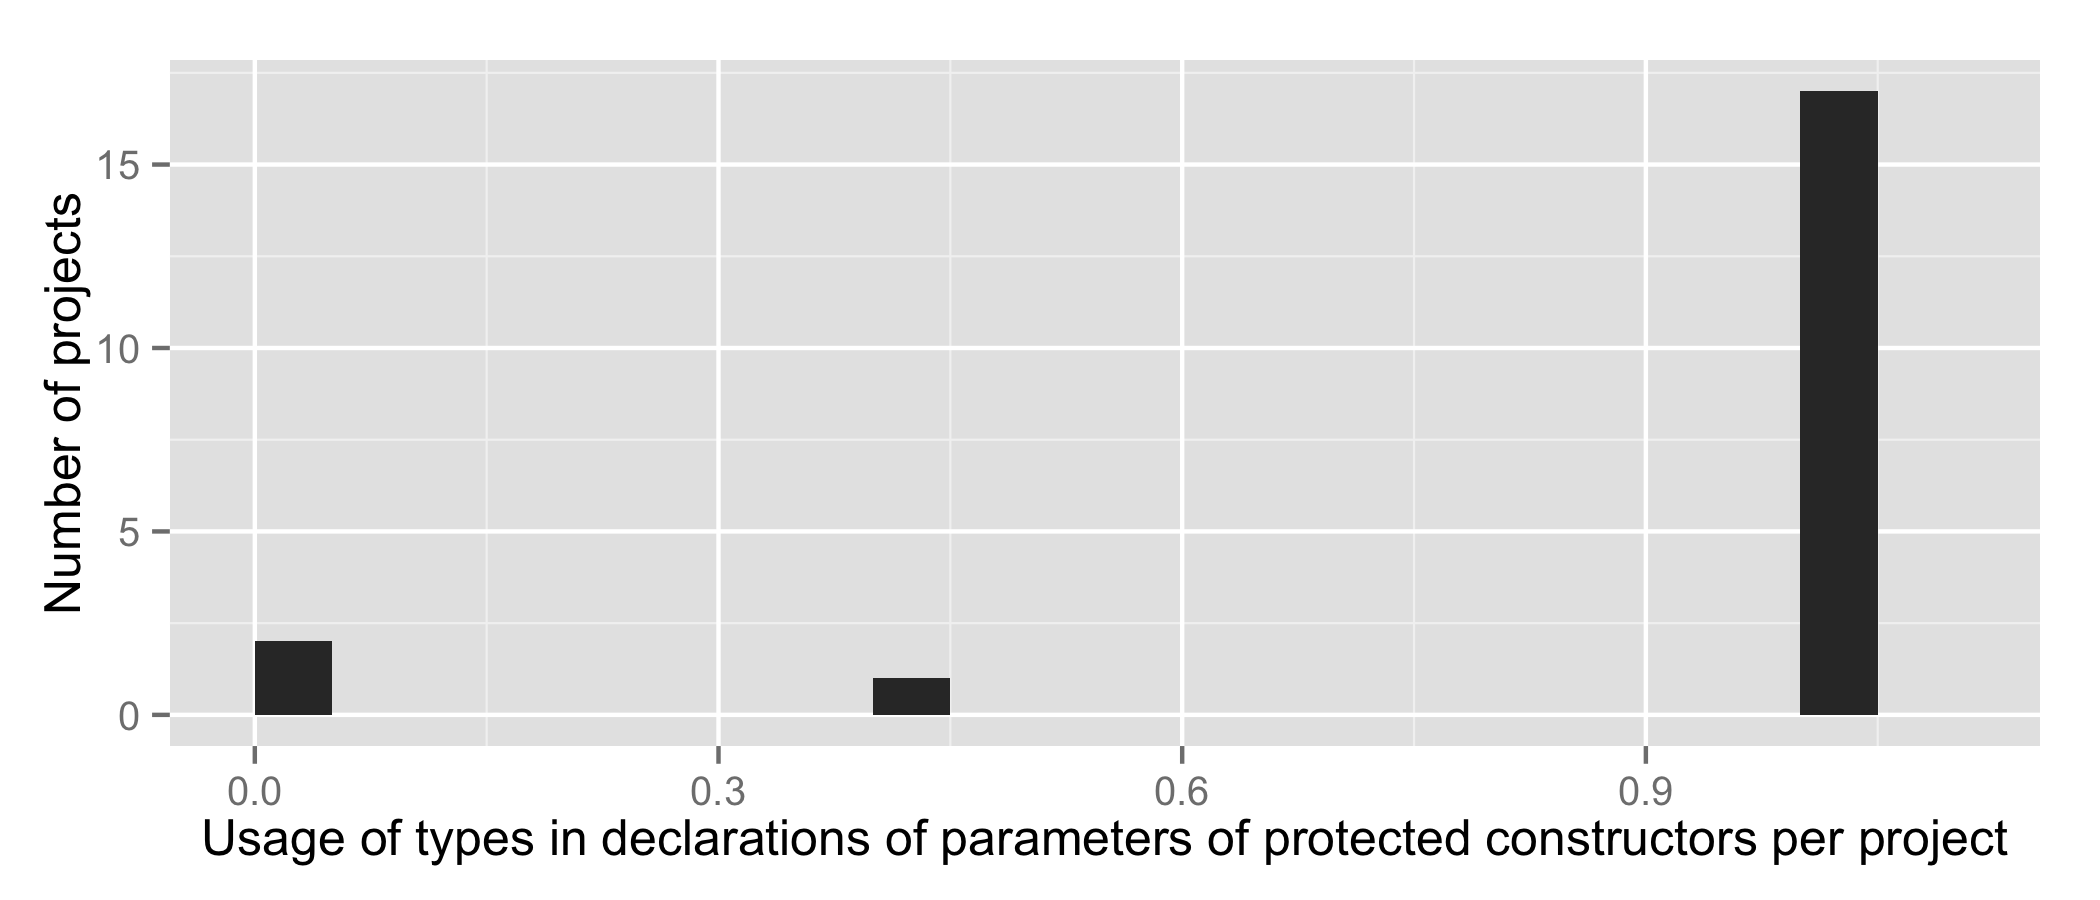 Number of projects
15
10
5
0
0.0 0.3 0.6 0.9
Usage of types in declarations of parameters of protected constructors per project